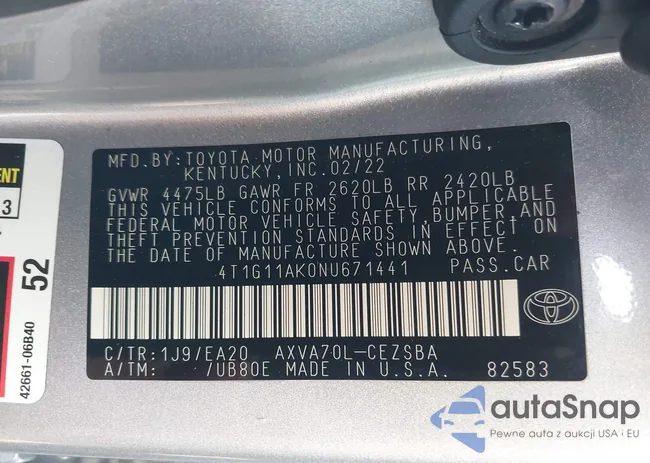 MFD.BY:TOYOTA MOTOR MANUFACTURING,
KENTUCKY, INC.02/22
GVWR 4475LB GAWR FR 2620LB RR 2420LB
THIS VEHICLE CONFORMS TO ALL APPLICABLE
FEDERAL MOTOR VEHICLE SAFETY,BUMPER,AND
THEFT PREVENTION STANDARDS IN EFFECT ON
THE DATE OF MANUFACTURE SHOWN ABOVE.
4T1G11AK0NU671441 PASS.CAR
C/TR:1J9/EA20 AXVA70L-CEZSBA
A/TM: /UB80E MADE IN U.S.A. 82583
3
52
42661-06B40
autaSnap
Pewne auta z aukcji USA i EU